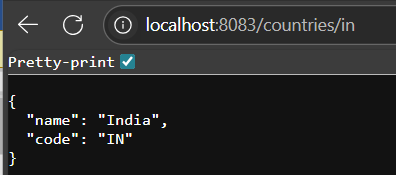 localhost:8083/countries/in
Pretty-print
{
  "name": "India",
  "code": "IN"
}